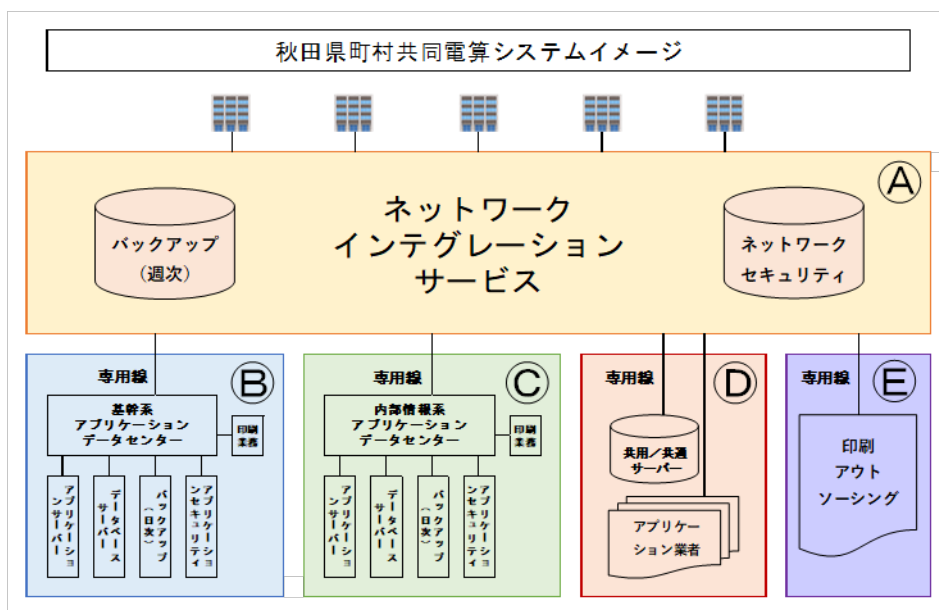 秋田県町村共同電算システムイメージ
Ⓐ
ネットワーク
インテグレーション
サービス
バックアップ
(週次)
ネットワーク
セキュリティ
専用線
Ⓑ
基幹系
アプリケーション
データセンター
印刷
業務
アプリケーショ
ンサーバー
データベース
サーバー
バックアップ
(日次)
アプリケーショ
ンセキュリティ
専用線
Ⓒ
内部情報系
アプリケーション
データセンター
印刷
業務
アプリケーショ
ンサーバー
データベース
サーバー
バックアップ
(日次)
アプリケーショ
ンセキュリティ
専用線
Ⓓ
共用/共通
サーバー
アプリケー
ション業者
専用線
Ⓔ
印刷
アウト
ソーシング